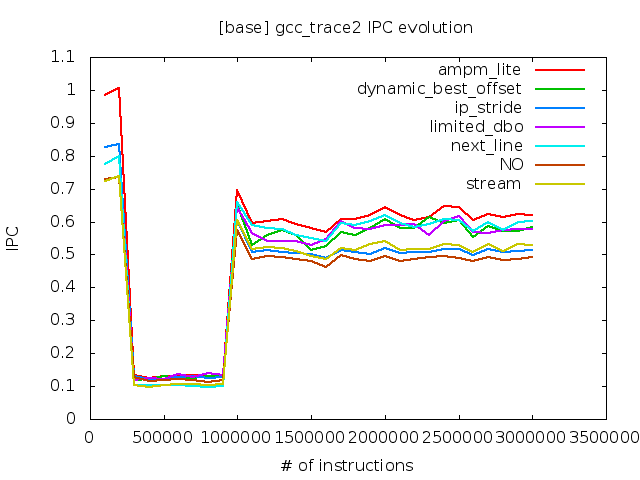 [base] gcc_trace2 IPC evolution
1.1
1
0.9
0.8
0.7
0.6
0.5
0.4
0.3
0.2
0.1
0
IPC
ampm_lite
dynamic_best_offset
ip_stride
limited_dbo
next_line
NO
stream
0 500000 1000000 1500000 2000000 2500000 3000000 3500000
# of instructions